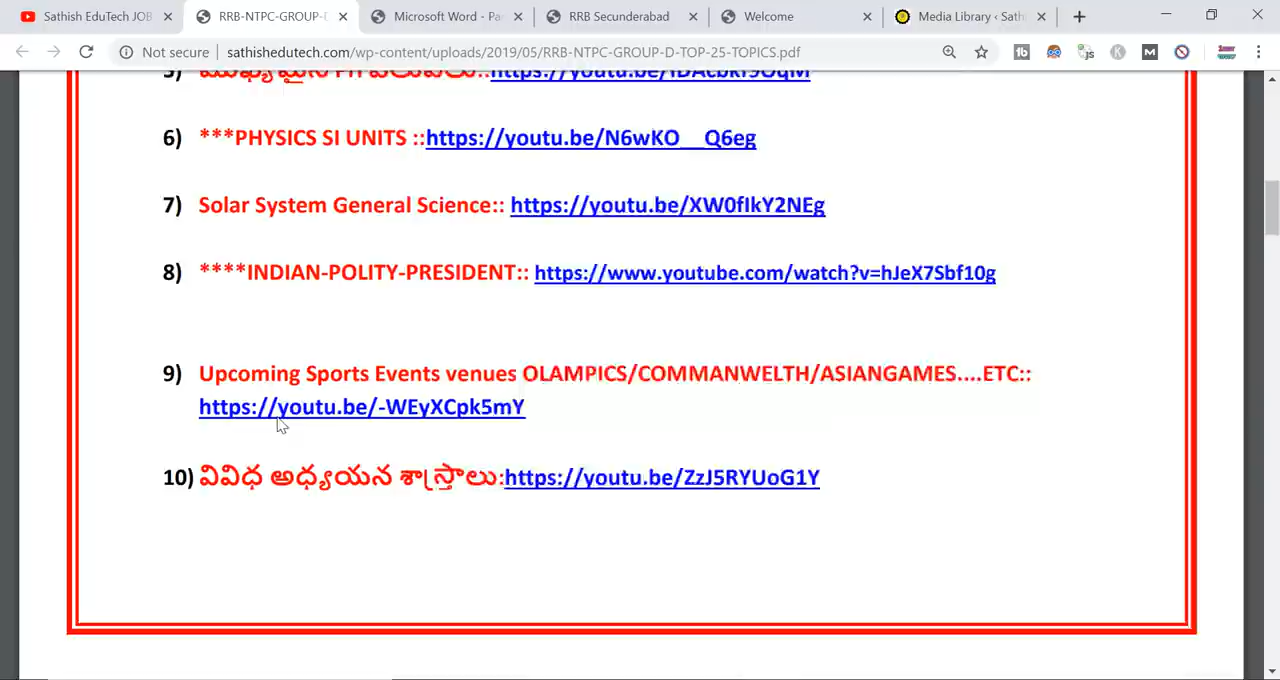 Sathish EduTech JOB
RRB-NTPC-GROUP-D
Microsoft Word - Pa
RRB Secunderabad
Welcome
Media Library ‹ Sath
Not secure
sathishedutech.com/wp-content/uploads/2019/05/RRB-NTPC-GROUP-D-TOP-25-TOPICS.pdf
6) ***PHYSICS SI UNITS ::https://youtu.be/N6wKO__Q6eg
7) Solar System General Science:: https://youtu.be/XW0fIkY2NEg
8) ****INDIAN-POLITY-PRESIDENT:: https://www.youtube.com/watch?v=hJeX7Sbf10g
9) Upcoming Sports Events venues OLAMPICS/COMMANWELTH/ASIANGAMES....ETC::
https://youtu.be/-WEyXCpk5mY
10) వివిధ అధ్యయన శాస్త్రాలు:https://youtu.be/ZzJ5RYUoG1Y